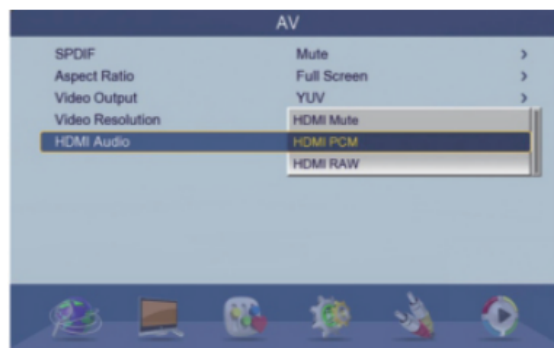 AV
SPDIF Mute >
Aspect Ratio Full Screen >
Video Output YUV >
Video Resolution HDMI Mute
HDMI Audio HDMI PCM
HDMI RAW